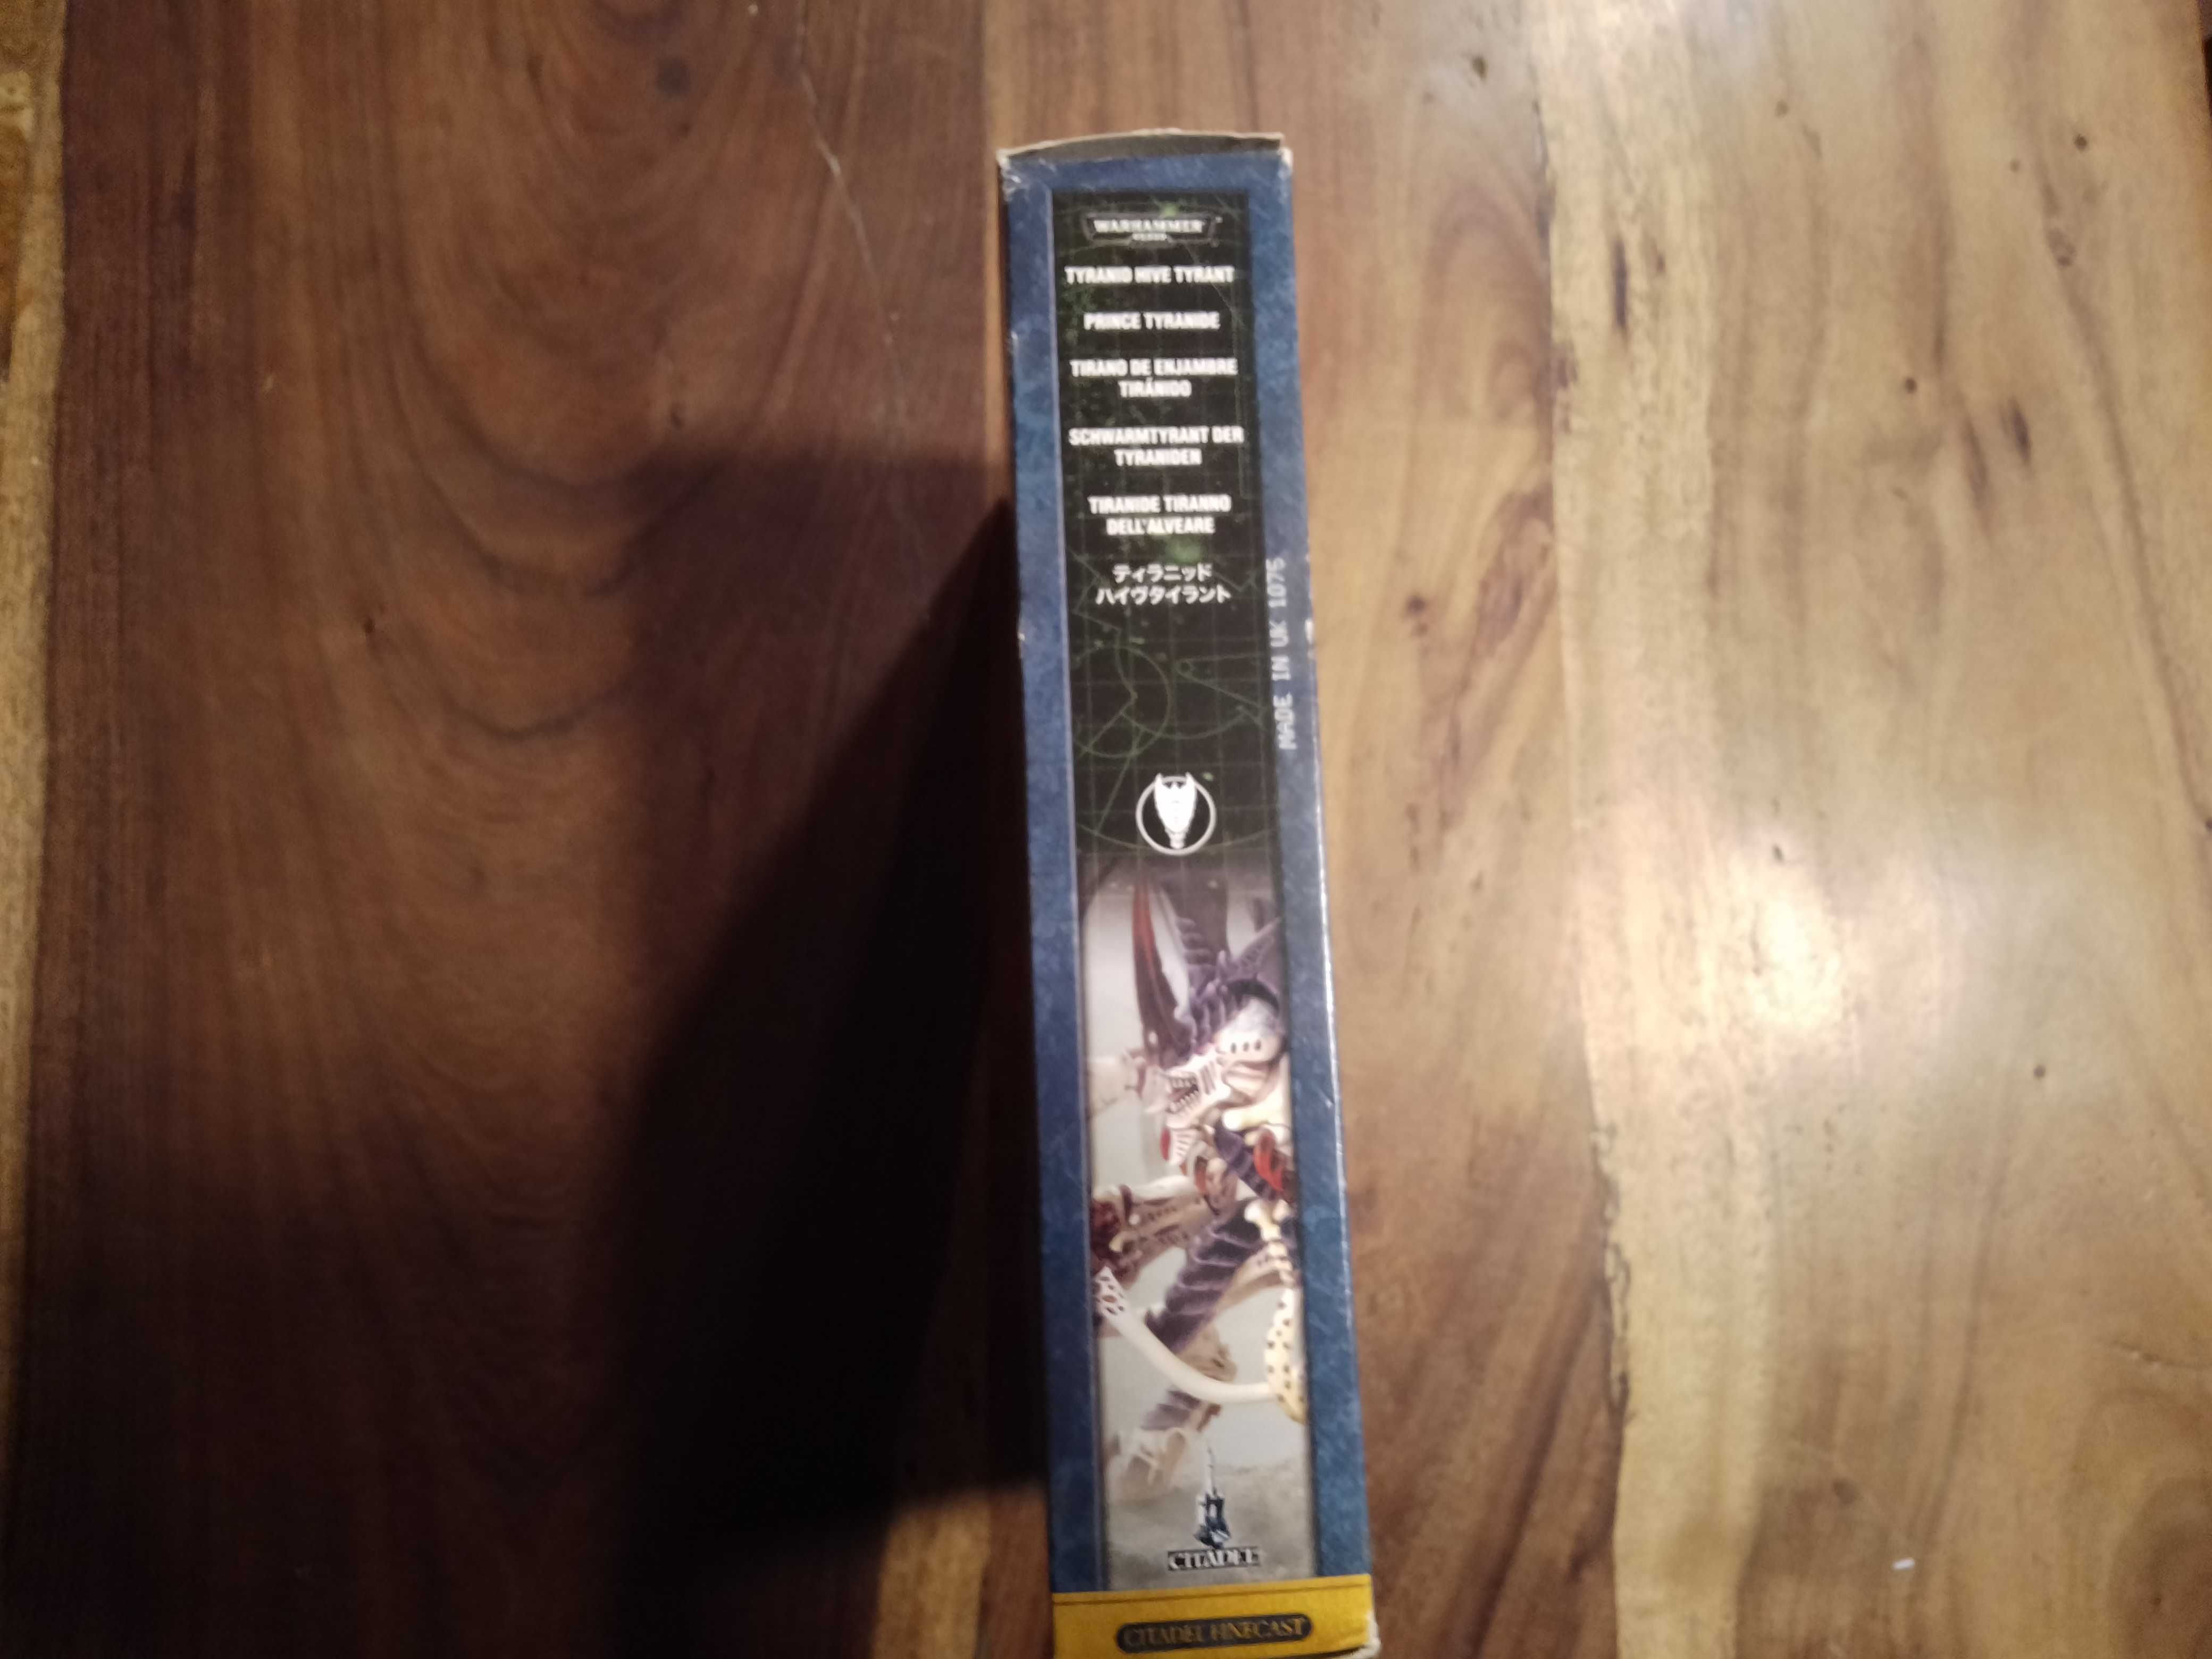 WARHAMMER
40,000
TYRANID HIVE TYRANT
PRINCE TYRANIDE
TIRANO DE ENJAMBRE
TIRÁNIDO
SCHWARMTYRANT DER
TYRANIDEN
TIRANIDE TIRANNO
DELL'ALVEARE
ティラニッド
ハイヴタイラント
MADE IN UK 1075
CITADEL
CITADEL FINECAST